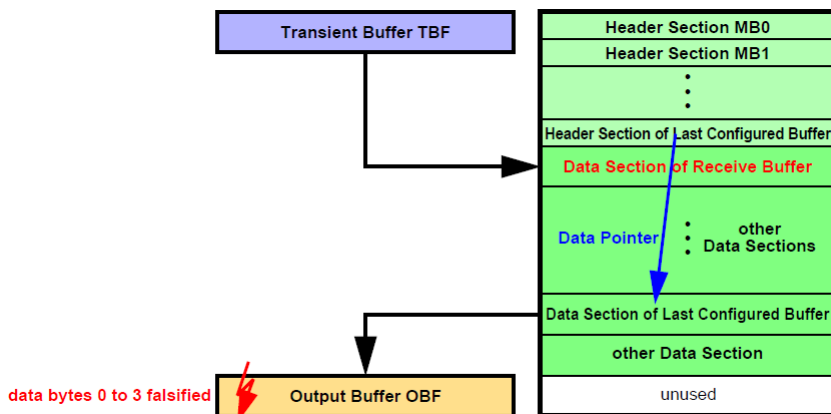 Transient Buffer TBF
Header Section MB0
Header Section MB1
Header Section of Last Configured Buffer
Data Section of Receive Buffer
Data Pointer
other
Data Sections
Data Section of Last Configured Buffer
other Data Section
data bytes 0 to 3 falsified
Output Buffer OBF
unused